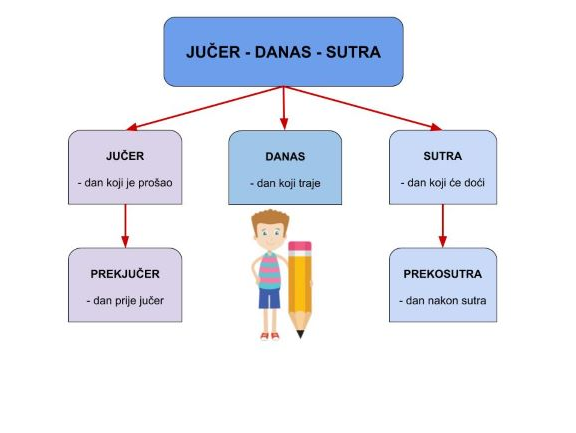 JUČER - DANAS - SUTRA
JUČER
- dan koji je prošao
DANAS
- dan koji traje
SUTRA
- dan koji će doći
PREKJUČER
- dan prije jučer
PREKOSUTRA
- dan nakon sutra